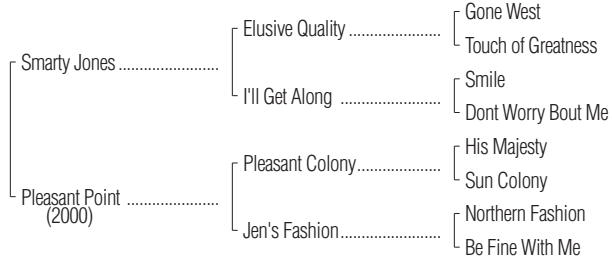 Gone West
Elusive Quality ....................
Touch of Greatness
Smarty Jones ......................
Smile
I'll Get Along ......................
Dont Worry Bout Me
His Majesty
Pleasant Colony ..................
Sun Colony
Pleasant Point ....................
(2000)
Northern Fashion
Jen's Fashion ......................
Be Fine With Me